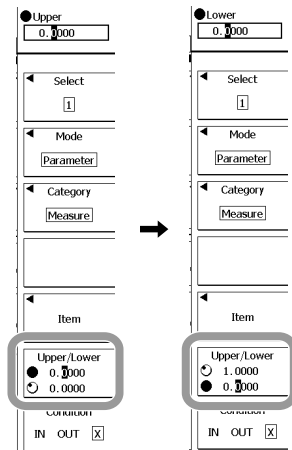 Upper
0.0000
Select
1
Mode
Parameter
Category
Measure
Item
Upper/Lower
0.0000
0.0000
Condition
IN OUT X
Lower
0.0000
Select
1
Mode
Parameter
Category
Measure
Item
Upper/Lower
1.0000
0.0000
Condition
IN OUT X